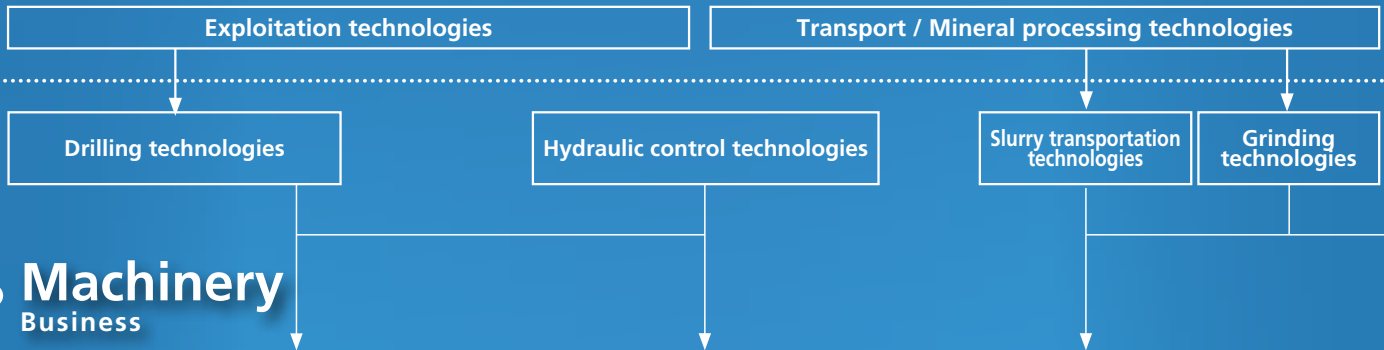 Exploitation technologies
Transport / Mineral processing technologies
Drilling technologies
Hydraulic control technologies
Slurry transportation
technologies
Grinding
technologies
Machinery
Business